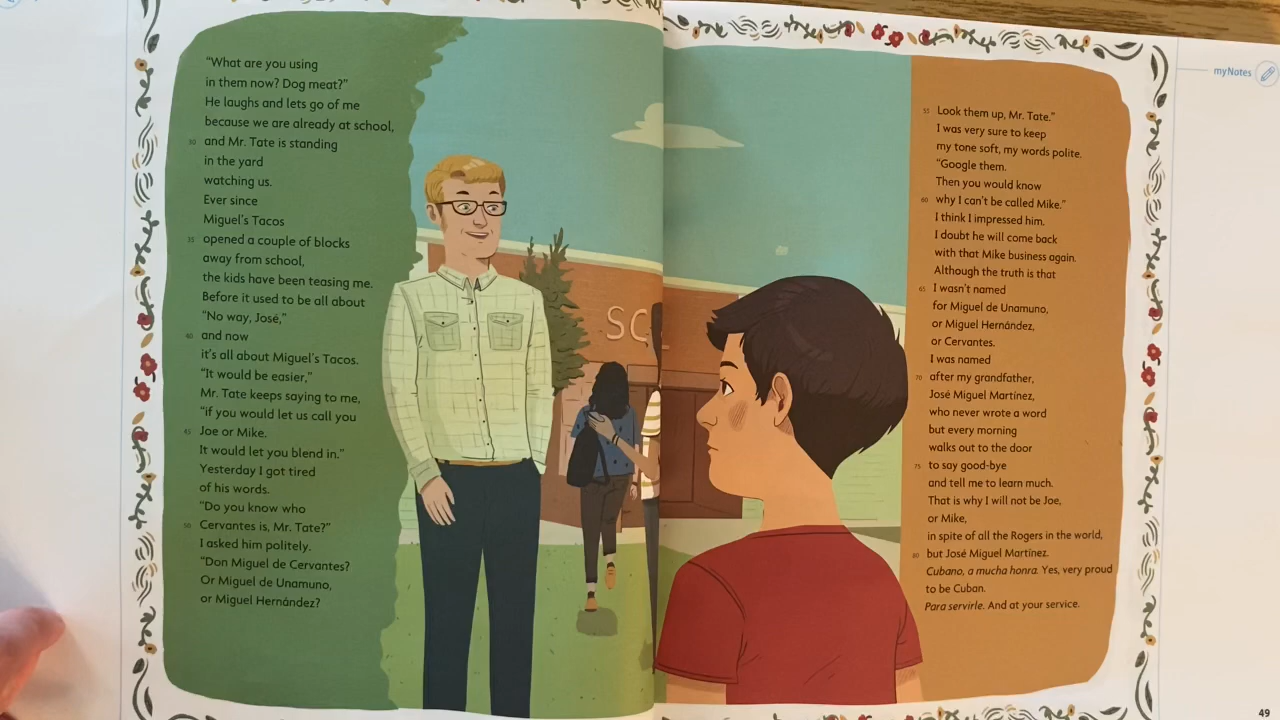 "What are you using
in them now? Dog meat?"
He laughs and lets go of me
because we are already at school,
30 and Mr. Tate is standing
in the yard
watching us.
Ever since
Miguel's Tacos
35 opened a couple of blocks
away from school,
the kids have been teasing me.
Before it used to be all about
"No way, José,"
40 and now
it's all about Miguel's Tacos.
"It would be easier,"
Mr. Tate keeps saying to me,
"if you would let us call you
45 Joe or Mike.
It would let you blend in."
Yesterday I got tired
of his words.
"Do you know who
50 Cervantes is, Mr. Tate?"
I asked him politely.
"Don Miguel de Cervantes?
Or Miguel de Unamuno,
or Miguel Hernández?
SC
myNotes
55 Look them up, Mr. Tate."
I was very sure to keep
my tone soft, my words polite.
"Google them.
Then you would know
60 why I can't be called Mike."
I think I impressed him.
I doubt he will come back
with that Mike business again.
Although the truth is that
65 I wasn't named
for Miguel de Unamuno,
or Miguel Hernández,
or Cervantes.
I was named
70 after my grandfather,
José Miguel Martínez,
who never wrote a word
but every morning
walks out to the door
75 to say good-bye
and tell me to learn much.
That is why I will not be Joe,
or Mike,
in spite of all the Rogers in the world,
80 but José Miguel Martínez.
Cubano, a mucha honra. Yes, very proud
to be Cuban.
Para servirle. And at your service.
49